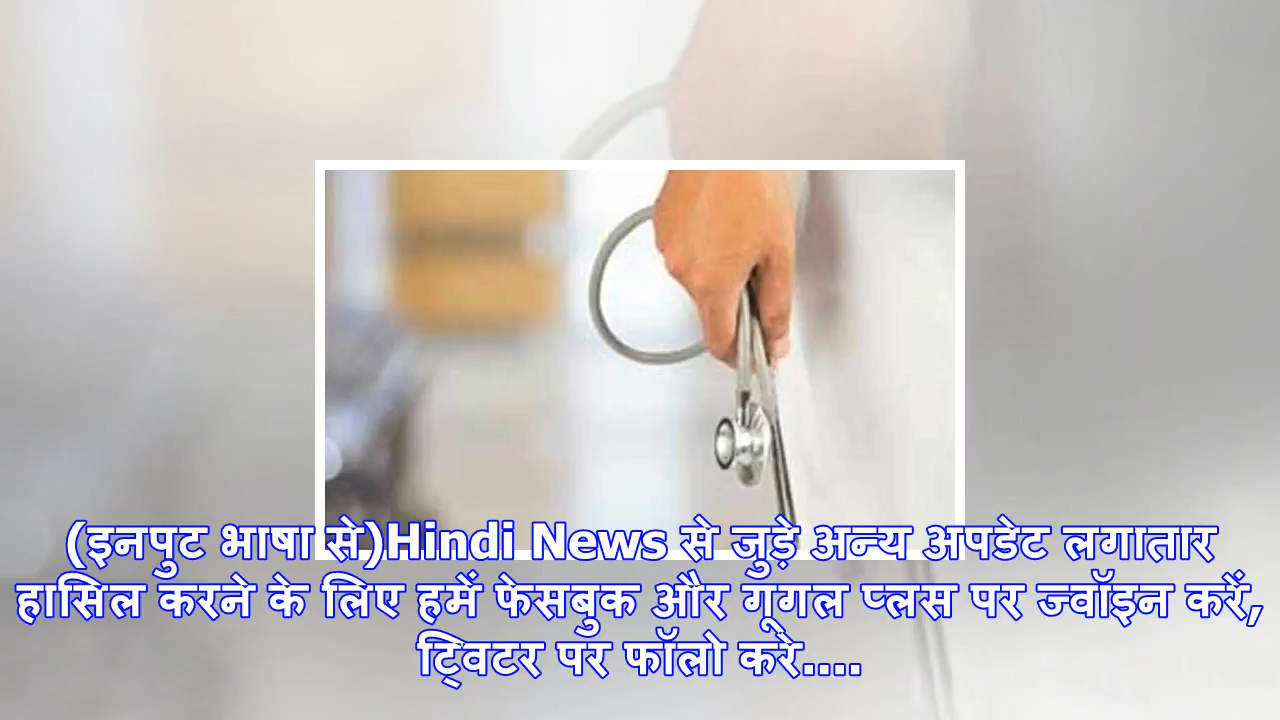 (इनपुट भाषा से)Hindi News से जुड़े अन्य अपडेट लगातार
हासिल करने के लिए हमें फेसबुक और गूगल प्लस पर ज्वॉइन करें,
ट्विटर पर फॉलो करे....